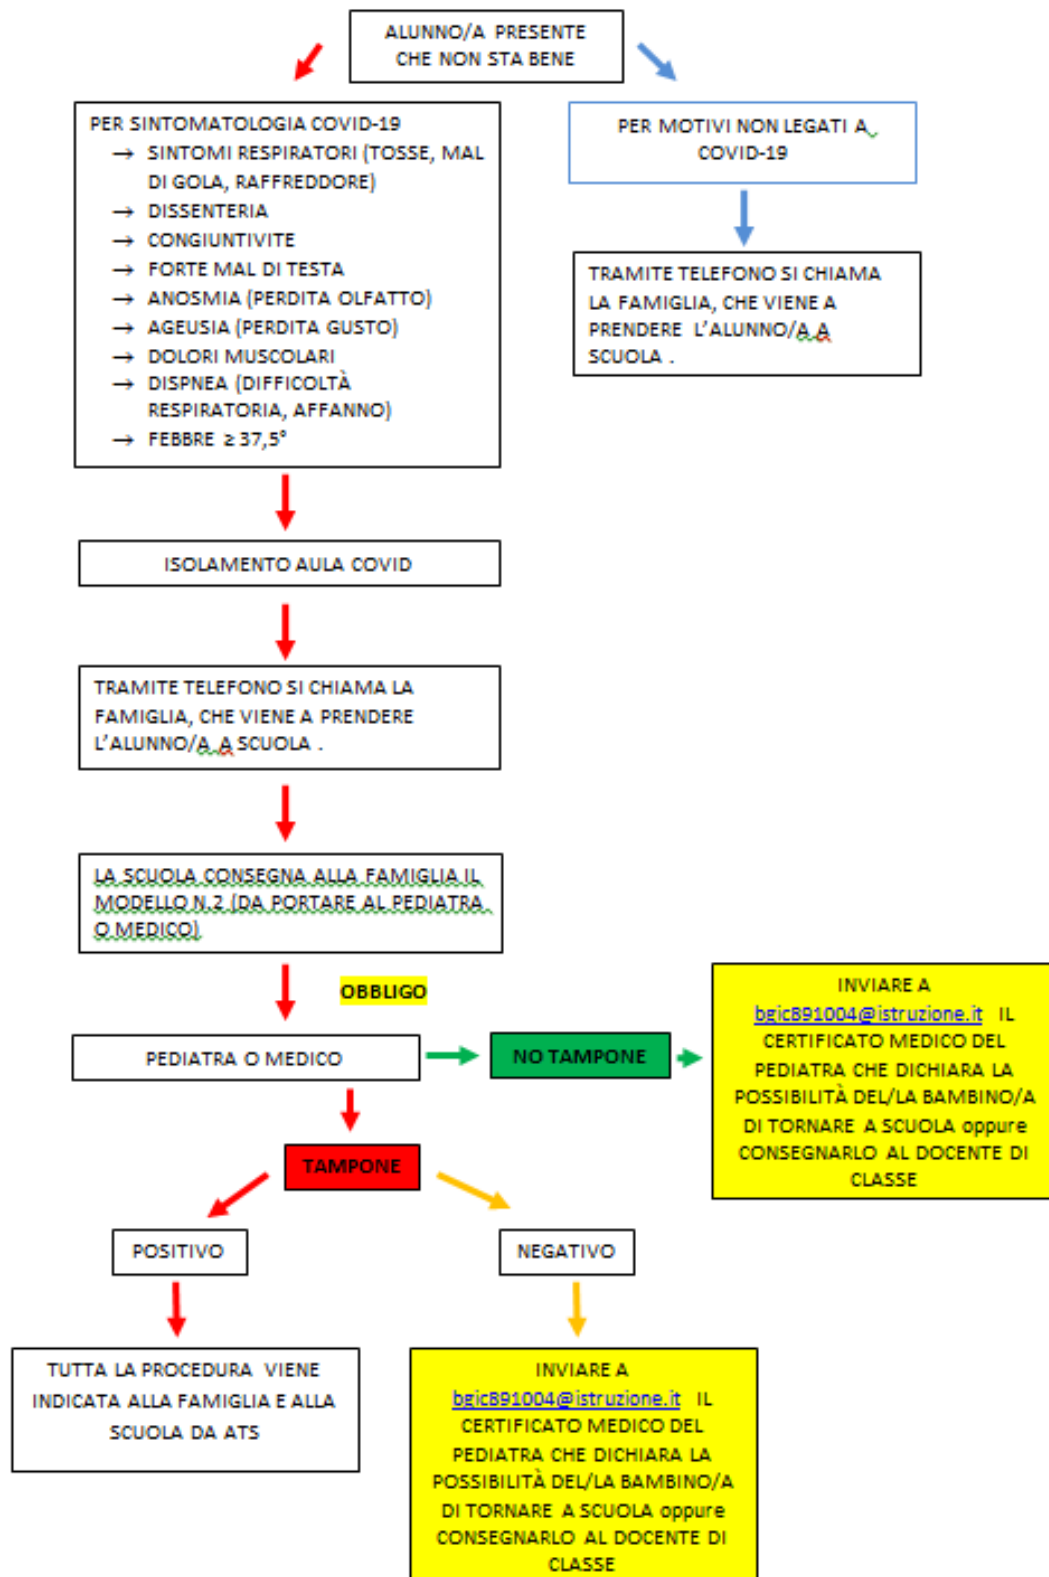 ALUNNO/A PRESENTE
CHE NON STA BENE
PER SINTOMATOLOGIA COVID-19
→ SINTOMI RESPIRATORI (TOSSE, MAL
DI GOLA, RAFFREDDORE)
→ DISSENTERIA
→ CONGIUNTIVITE
→ FORTE MAL DI TESTA
→ ANOSMIA (PERDITA OLFATTO)
→ AGEUSIA (PERDITA GUSTO)
→ DOLORI MUSCOLARI
→ DISPNEA (DIFFICOLTÀ
RESPIRATORIA, AFFANNO)
→ FEBBRE ≥ 37,5°
PER MOTIVI NON LEGATI A
COVID-19
TRAMITE TELEFONO SI CHIAMA
LA FAMIGLIA, CHE VIENE A
PRENDERE L'ALUNNO/A A
SCUOLA .
ISOLAMENTO AULA COVID
TRAMITE TELEFONO SI CHIAMA LA
FAMIGLIA, CHE VIENE A PRENDERE
L'ALUNNO/A A SCUOLA .
LA SCUOLA CONSEGNA ALLA FAMIGLIA IL
MODELLO N.2 (DA PORTARE AL PEDIATRA
O MEDICO)
OBBLIGO
PEDIATRA O MEDICO
NO TAMPONE
INVIARE A
bgic891004@istruzione.it IL
CERTIFICATO MEDICO DEL
PEDIATRA CHE DICHIARA LA
POSSIBILITÀ DEL/LA BAMBINO/A
DI TORNARE A SCUOLA oppure
CONSEGNARLO AL DOCENTE DI
CLASSE
TAMPONE
POSITIVO
NEGATIVO
TUTTA LA PROCEDURA VIENE
INDICATA ALLA FAMIGLIA E ALLA
SCUOLA DA ATS
INVIARE A
bgic891004@istruzione.it IL
CERTIFICATO MEDICO DEL
PEDIATRA CHE DICHIARA LA
POSSIBILITÀ DEL/LA BAMBINO/A
DI TORNARE A SCUOLA oppure
CONSEGNARLO AL DOCENTE DI
CLASSE